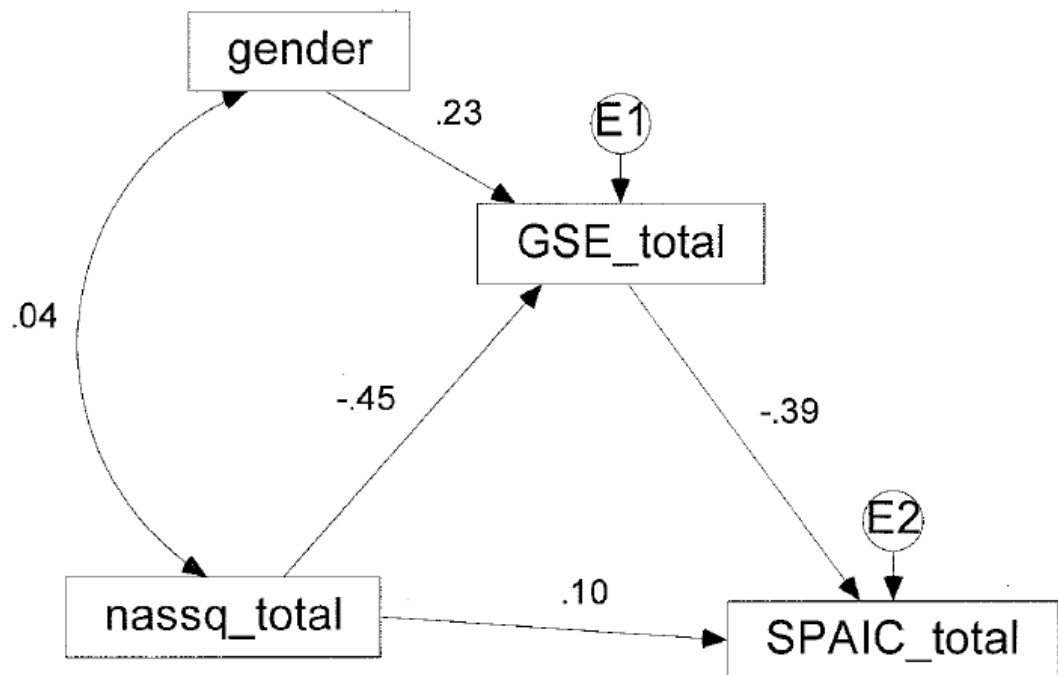 gender
.23
E1
GSE_total
.04
-.45
-.39
E2
nassq_total
.10
SPAIC_total